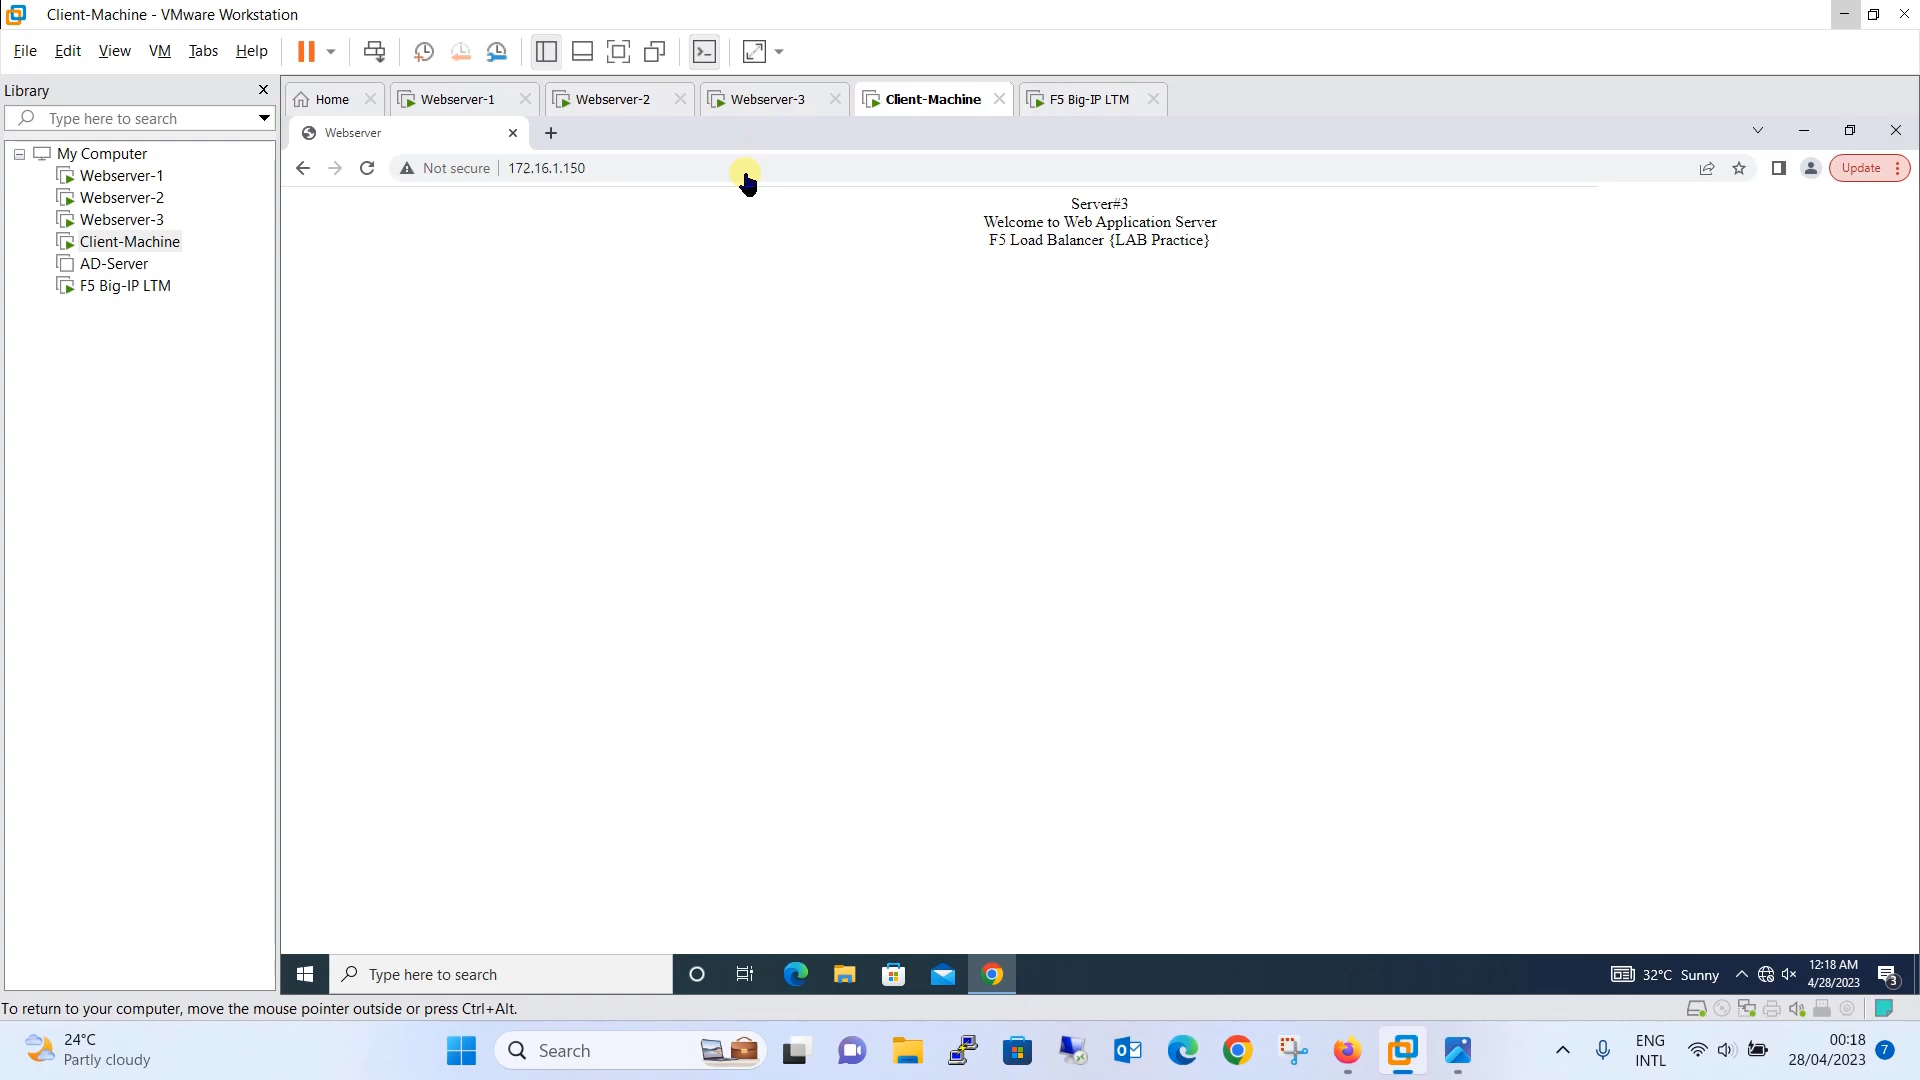 Client-Machine - VMware Workstation
File Edit View VM Tabs Help
Library
Type here to search
My Computer
Webserver-1
Webserver-2
Webserver-3
Client-Machine
AD-Server
F5 Big-IP LTM
Home Webserver-1 Webserver-2 Webserver-3 Client-Machine F5 Big-IP LTM
Webserver
Not secure 172.16.1.150 Update
Server#3
Welcome to Web Application Server
F5 Load Balancer {LAB Practice}
Type here to search 32°C Sunny 12:18 AM
4/28/2023 3
To return to your computer, move the mouse pointer outside or press Ctrl+Alt.
24°C
Partly cloudy
Search
ENG
INTL
00:18
28/04/2023 7